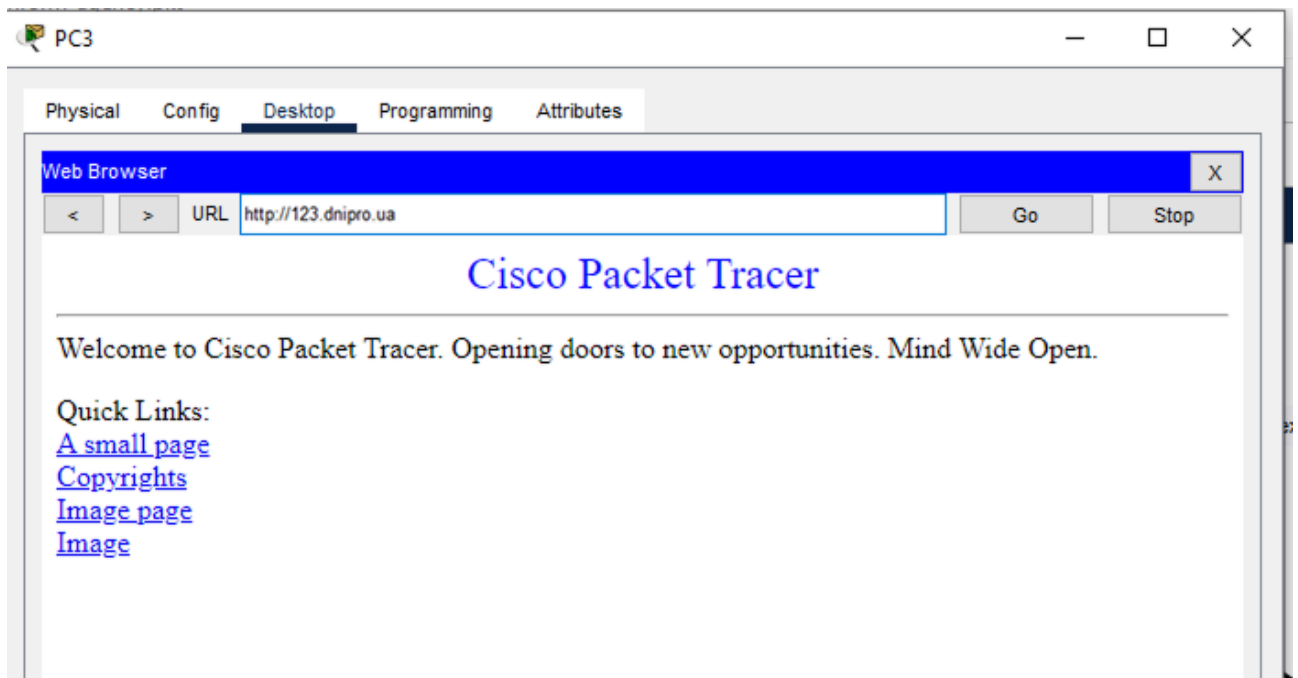 PC3
Physical Config Desktop Programming Attributes
Web Browser X
< > URL http://123.dnipro.ua Go Stop
Cisco Packet Tracer
Welcome to Cisco Packet Tracer. Opening doors to new opportunities. Mind Wide Open.
Quick Links:
A small page
Copyrights
Image page
Image